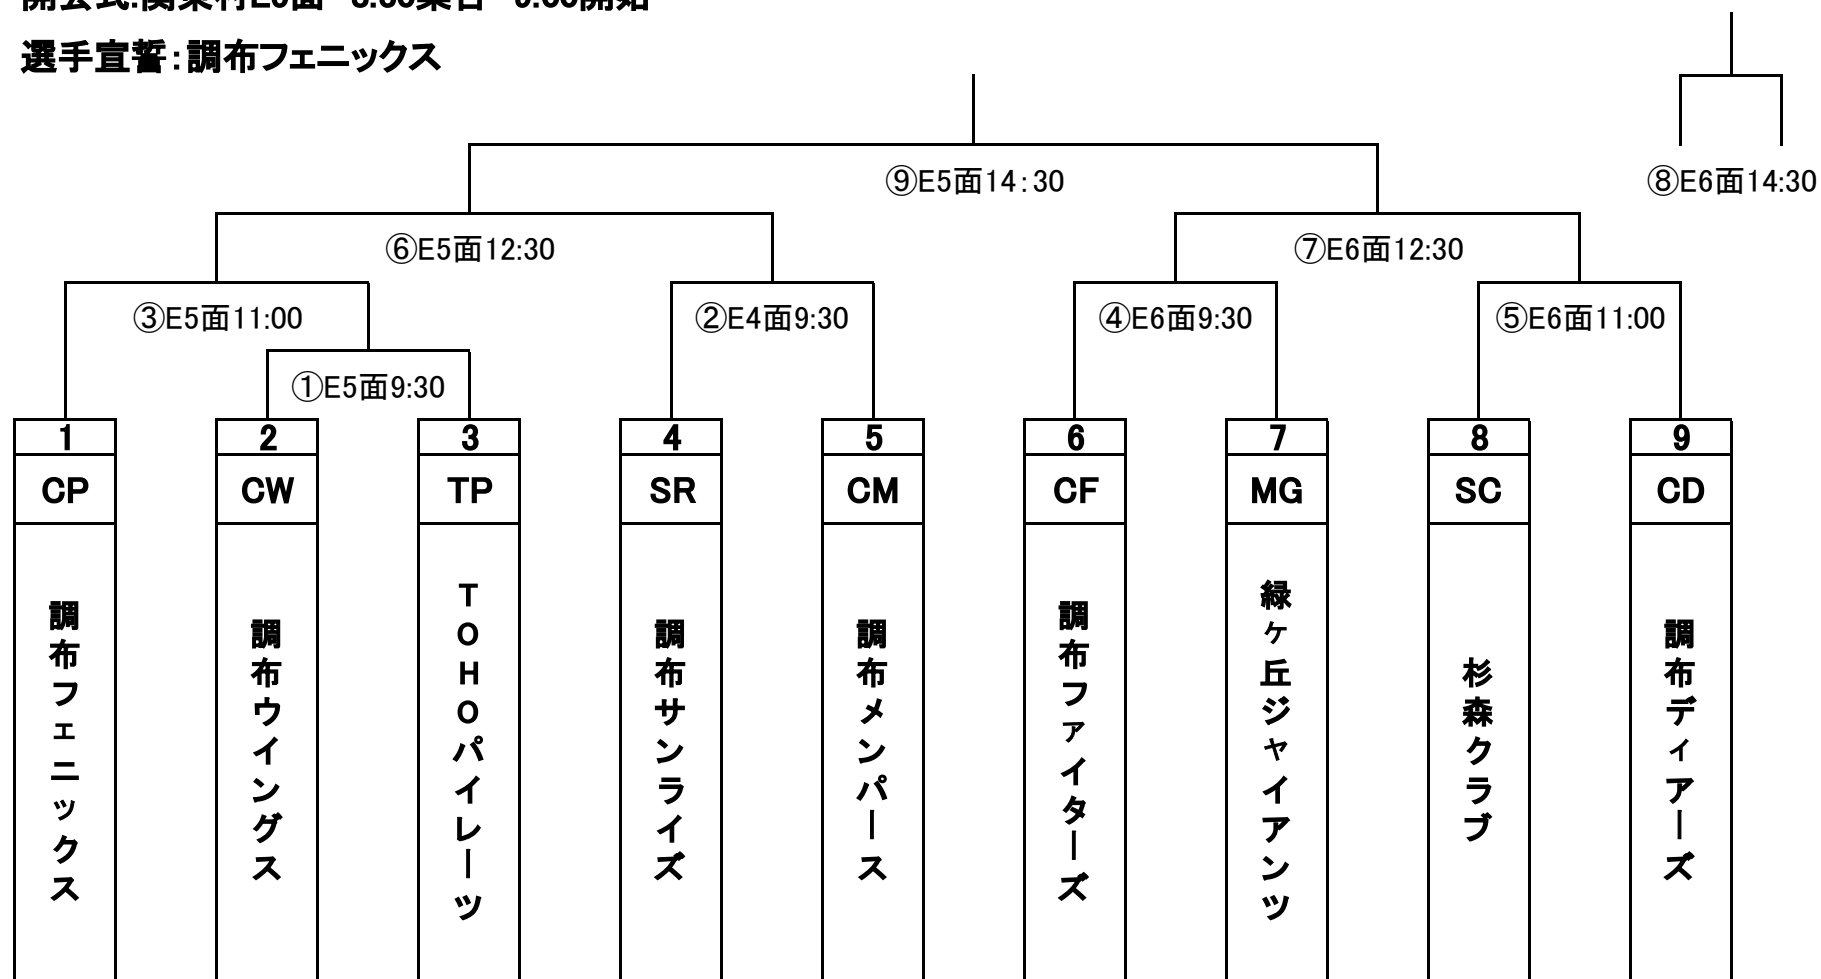 選手宣誓：調布フェニックス
⑨E5面14：30
⑧E6面14:30
⑥E5面12:30
⑦E6面12:30
③E5面11:00
②E4面9:30
④E6面9:30
⑤E6面11:00
①E5面9:30
1
2
3
4
5
6
7
8
9
CP
CW
TP
SR
CM
CF
MG
SC
CD
調布フェニックス
調布ウイングス
TOHOパイレーツ
調布サンライズ
調布メンパース
調布ファイターズ
緑ヶ丘ジャイアンツ
杉森クラブ
調布ディアーズ